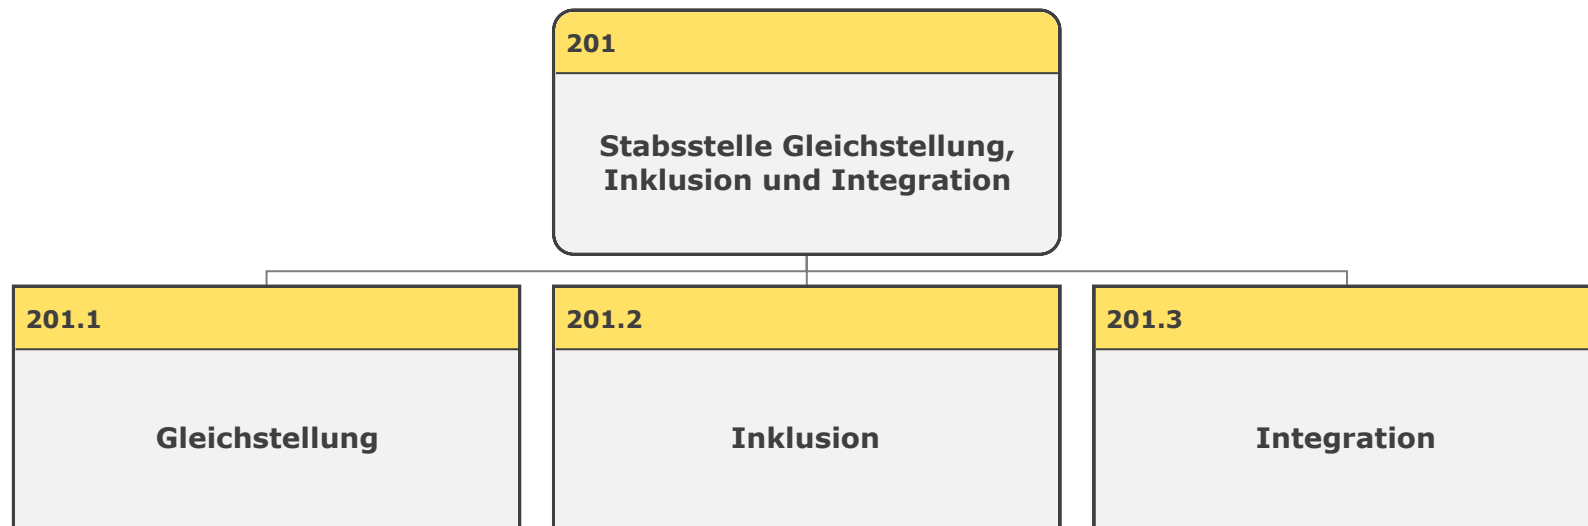 201
Stabsstelle Gleichstellung,
Inklusion und Integration
201.1
Gleichstellung
201.2
Inklusion
201.3
Integration